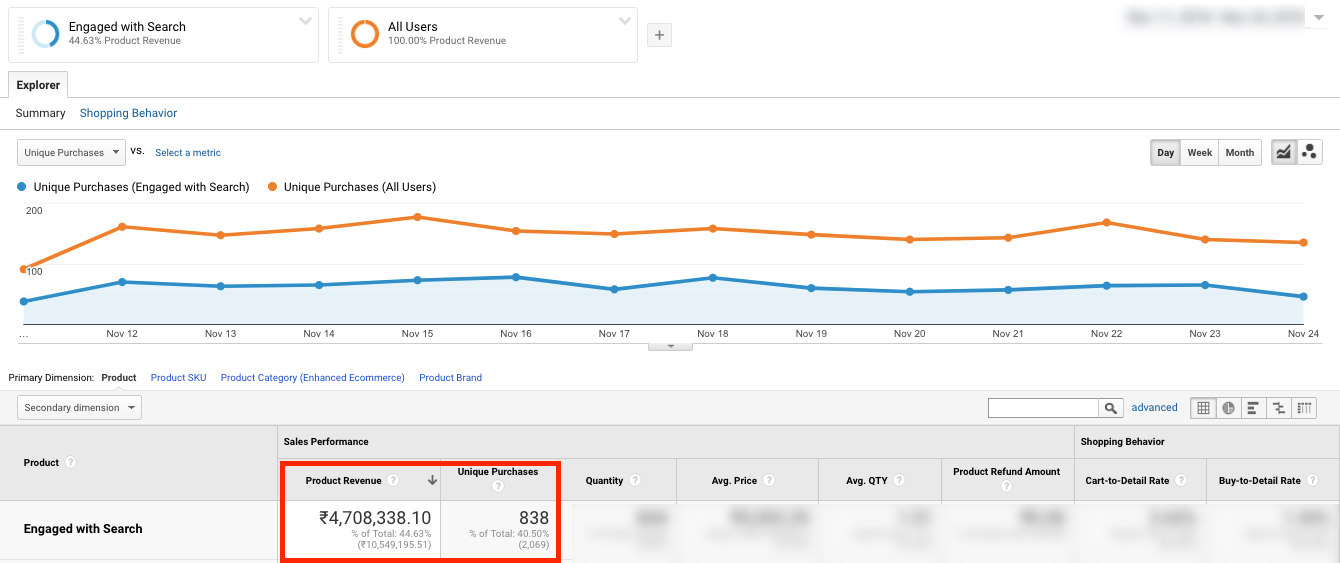 Engaged with Search
44.63% Product Revenue
All Users
100.00% Product Revenue
+
Explorer
Summary Shopping Behavior
Unique Purchases vs. Select a metric
Day Week Month
Unique Purchases (Engaged with Search) Unique Purchases (All Users)
200
100
... Nov 12 Nov 13 Nov 14 Nov 15 Nov 16 Nov 17 Nov 18 Nov 19 Nov 20 Nov 21 Nov 22 Nov 23 Nov 24
Primary Dimension: Product Product SKU Product Category (Enhanced Ecommerce) Product Brand
Secondary dimension
advanced
Product ?
Sales Performance
Shopping Behavior
Product Revenue ?
Unique Purchases
?
Quantity ?
Avg. Price ?
Avg. QTY ?
Product Refund Amount
?
Cart-to-Detail Rate ?
Buy-to-Detail Rate ?
Engaged with Search
₹4,708,338.10
% of Total: 44.63%
(₹10,549,195.51)
838
% of Total: 40.50%
(2,069)